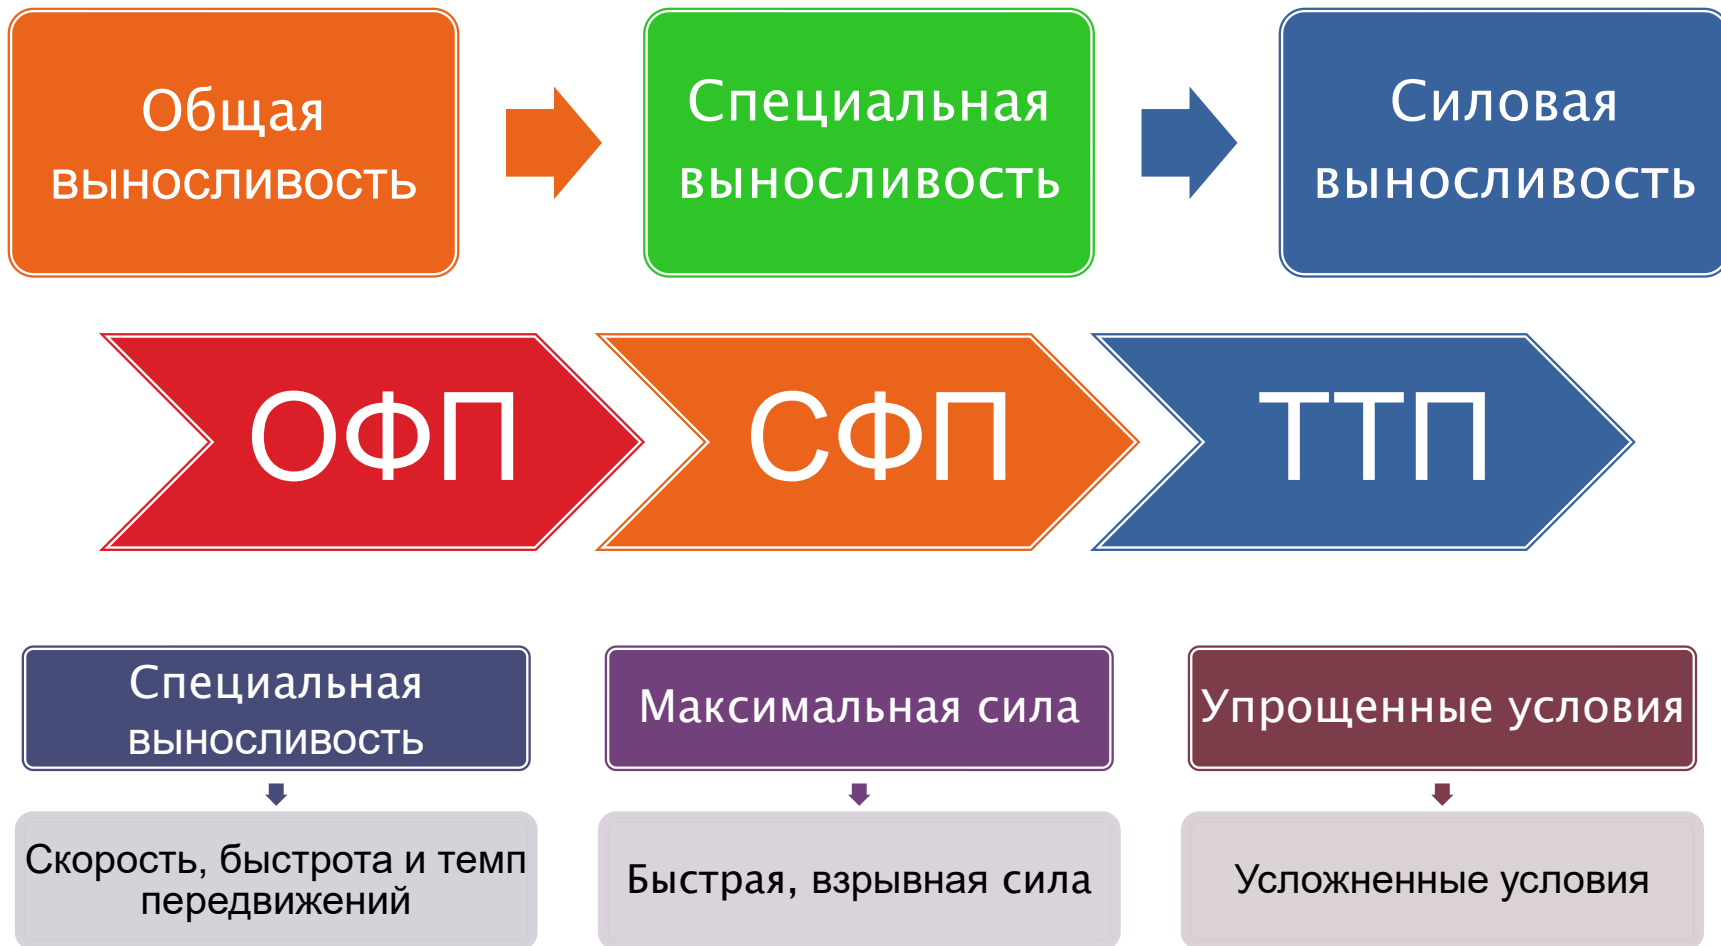 Общая
выносливость
Специальная
выносливость
Силовая
выносливость
ОФП
СФП
ТТП
Специальная
выносливость
Максимальная сила
Упрощенные условия
Скорость, быстрота и темп
передвижений
Быстрая, взрывная сила
Усложненные условия